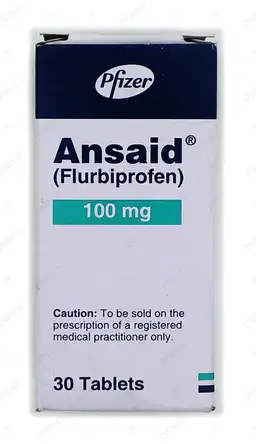 Pfizer
Ansaid®
(Flurbiprofen)
100 mg
Caution: To be sold on the
prescription of a registered
medical practitioner only.
30 Tablets